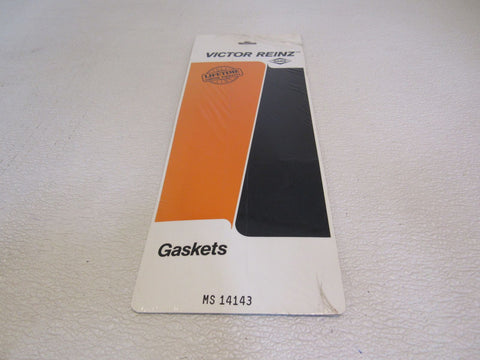 VICTOR REINZ
LIFETIME
Gaskets
MS 14143